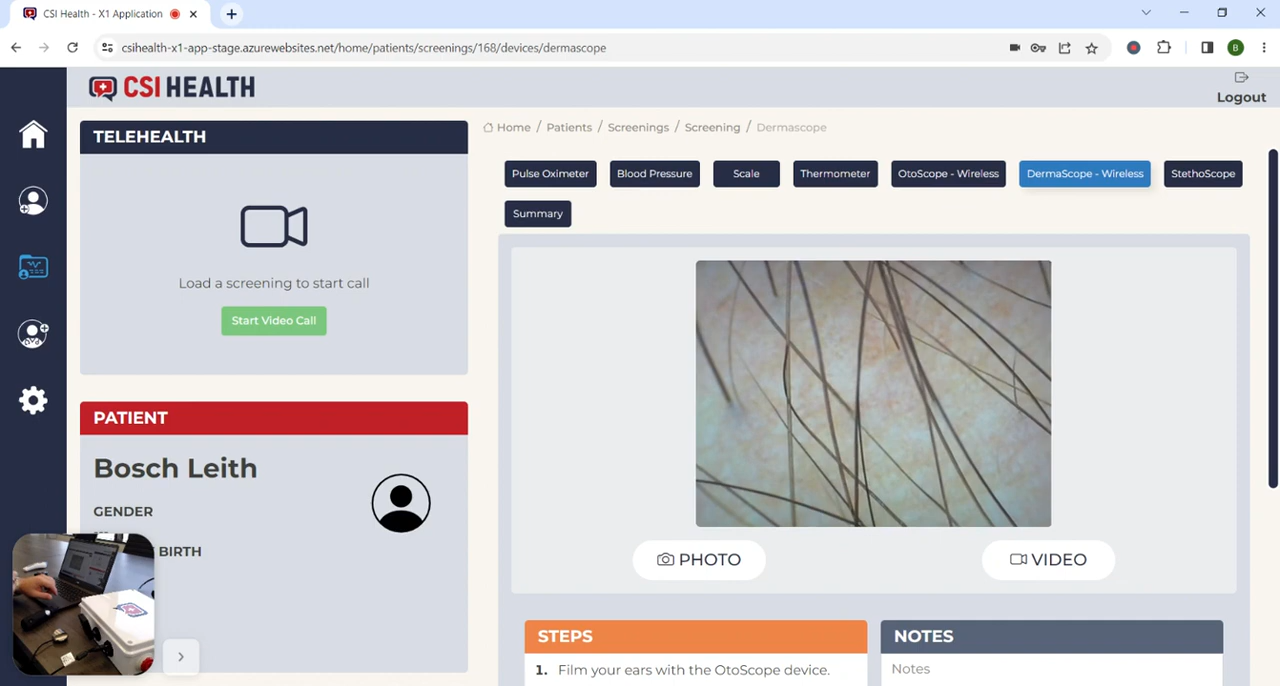 CSI Health - X1 Application
csihealth-x1-app-stage.azurewebsites.net/home/patients/screenings/168/devices/dermascope
B
CSI HEALTH
Logout
TELEHEALTH
Load a screening to start call
Start Video Call
PATIENT
Bosch Leith
GENDER
BIRTH
Home / Patients / Screenings / Screening / Dermascope
Pulse Oximeter
Blood Pressure
Scale
Thermometer
OtoScope - Wireless
DermaScope - Wireless
StethoScope
Summary
PHOTO
VIDEO
STEPS
1. Film your ears with the OtoScope device.
NOTES
Notes